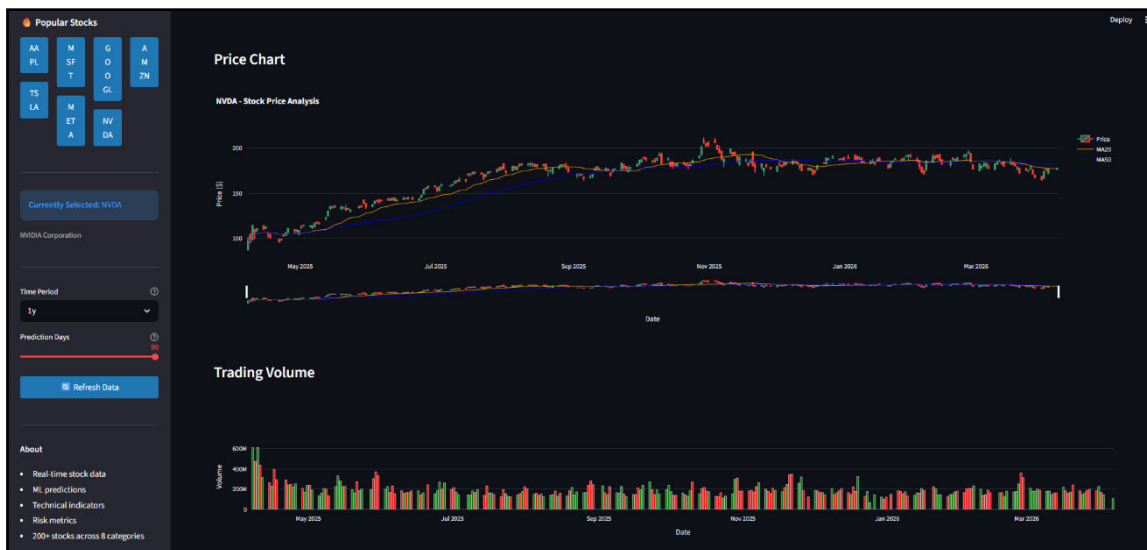 🔥 Popular Stocks
AA
PL
M
SF
T
G
O
O
GL
A
M
ZN
TS
LA
M
ET
A
NV
DA
Currently Selected: NVDA
NVIDIA Corporation
Time Period
1y
Prediction Days
90
Refresh Data
About
• Real-time stock data
• ML predictions
• Technical indicators
• Risk metrics
• 200+ stocks across 8 categories
Deploy
Price Chart
NVDA - Stock Price Analysis
Price ($)
200
150
100
May 2025
Jul 2025
Sep 2025
Nov 2025
Jan 2026
Mar 2026
Date
Price
MA20
MA50
Trading Volume
Volume
600M
400M
200M
0
May 2025
Jul 2025
Sep 2025
Nov 2025
Jan 2026
Mar 2026
Date